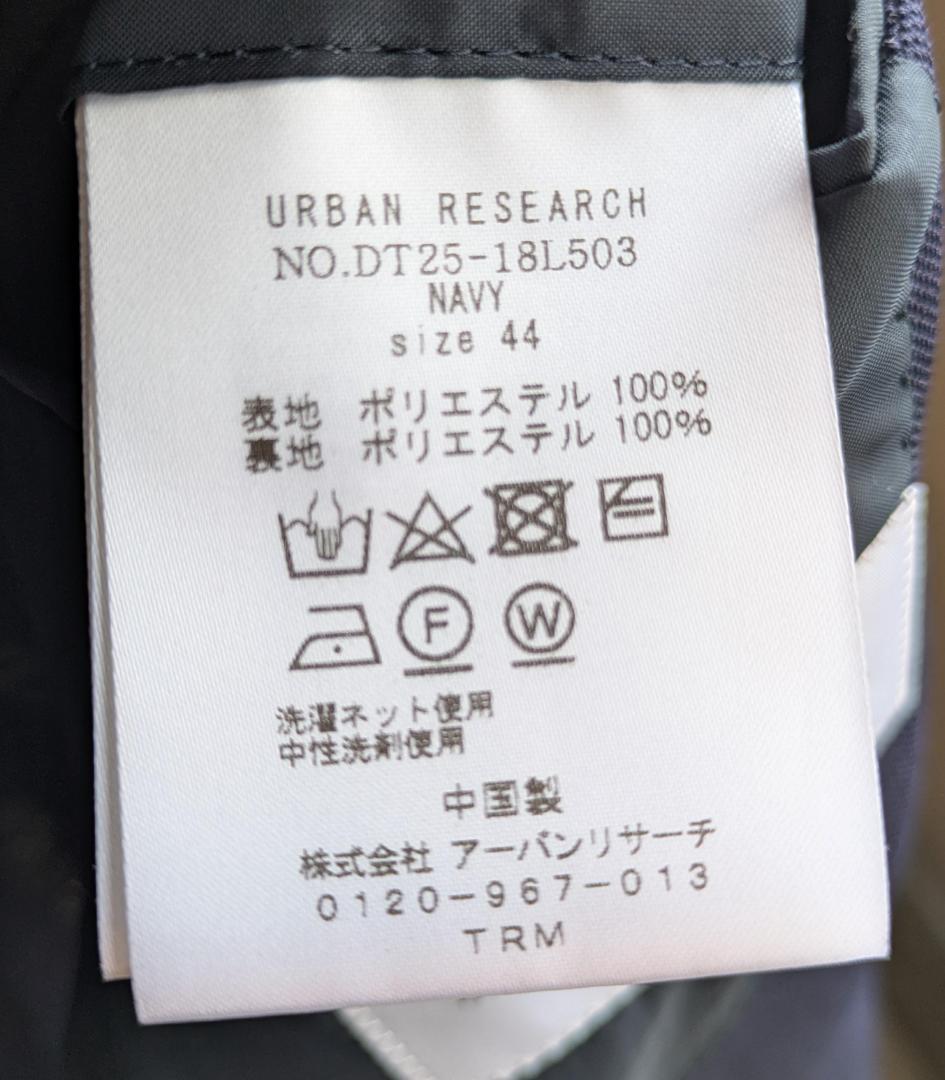 URBAN RESEARCH
NO.DT25-18L503
NAVY
size 44
表地 ポリエステル 100%
裏地 ポリエステル 100%
F W
洗濯ネット使用
中性洗剤使用
中国製
株式会社 アーバンリサーチ
0120-967-013
TRM